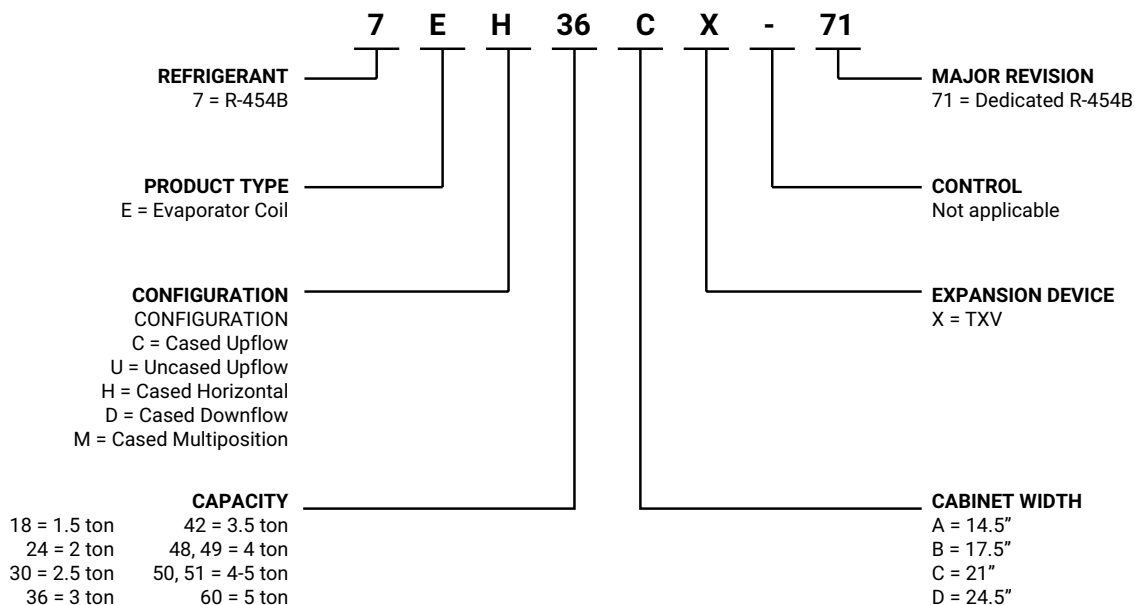 7 E H 36 C X - 71
REFRIGERANT
7 = R-454B
MAJOR REVISION
71 = Dedicated R-454B
PRODUCT TYPE
E = Evaporator Coil
CONTROL
Not applicable
CONFIGURATION
CONFIGURATION
C = Cased Upflow
U = Uncased Upflow
H = Cased Horizontal
D = Cased Downflow
M = Cased Multiposition
EXPANSION DEVICE
X = TXV
CAPACITY
18 = 1.5 ton 42 = 3.5 ton
24 = 2 ton 48, 49 = 4 ton
30 = 2.5 ton 50, 51 = 4-5 ton
36 = 3 ton 60 = 5 ton
CABINET WIDTH
A = 14.5”
B = 17.5”
C = 21”
D = 24.5”